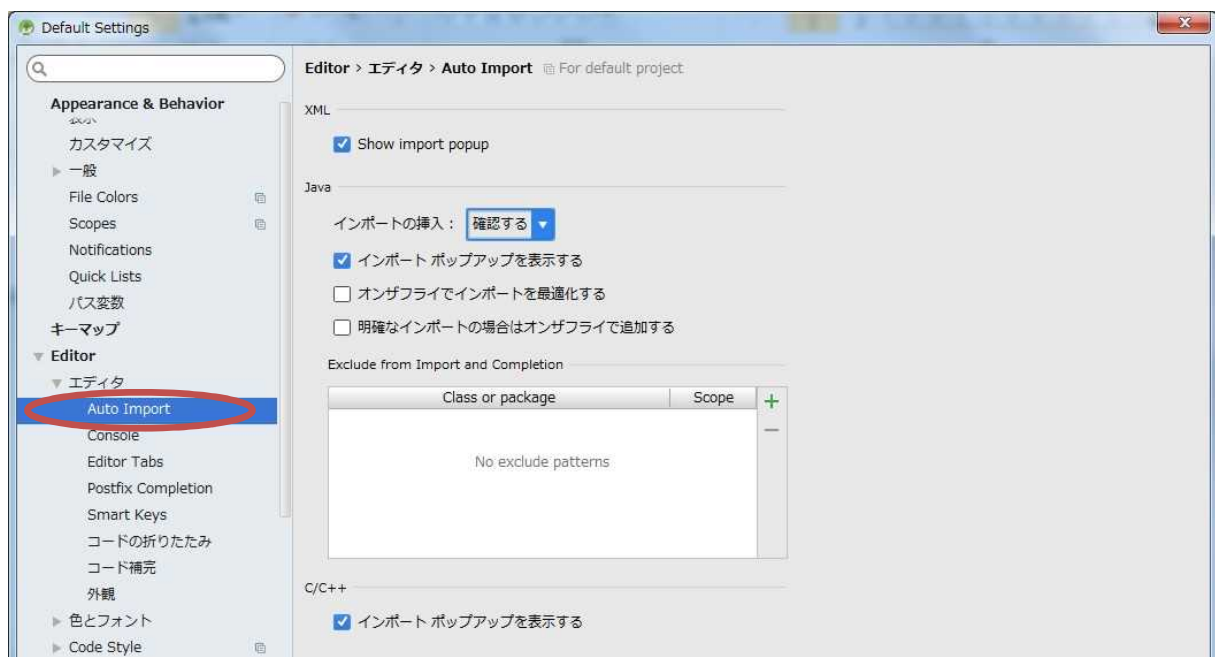 Default Settings
Editor › エディタ › Auto Import For default project
Appearance & Behavior
表示
カスタマイズ
一般
File Colors
Scopes
Notifications
Quick Lists
パス変数
キーマップ
Editor
エディタ
Auto Import
Console
Editor Tabs
Postfix Completion
Smart Keys
コードの折りたたみ
コード補完
外観
色とフォント
Code Style
XML
Show import popup
Java
インポートの挿入： 確認する
インポート ポップアップを表示する
オンザフライでインポートを最適化する
明確なインポートの場合はオンザフライで追加する
Exclude from Import and Completion
Class or package Scope
No exclude patterns
C/C++
インポート ポップアップを表示する